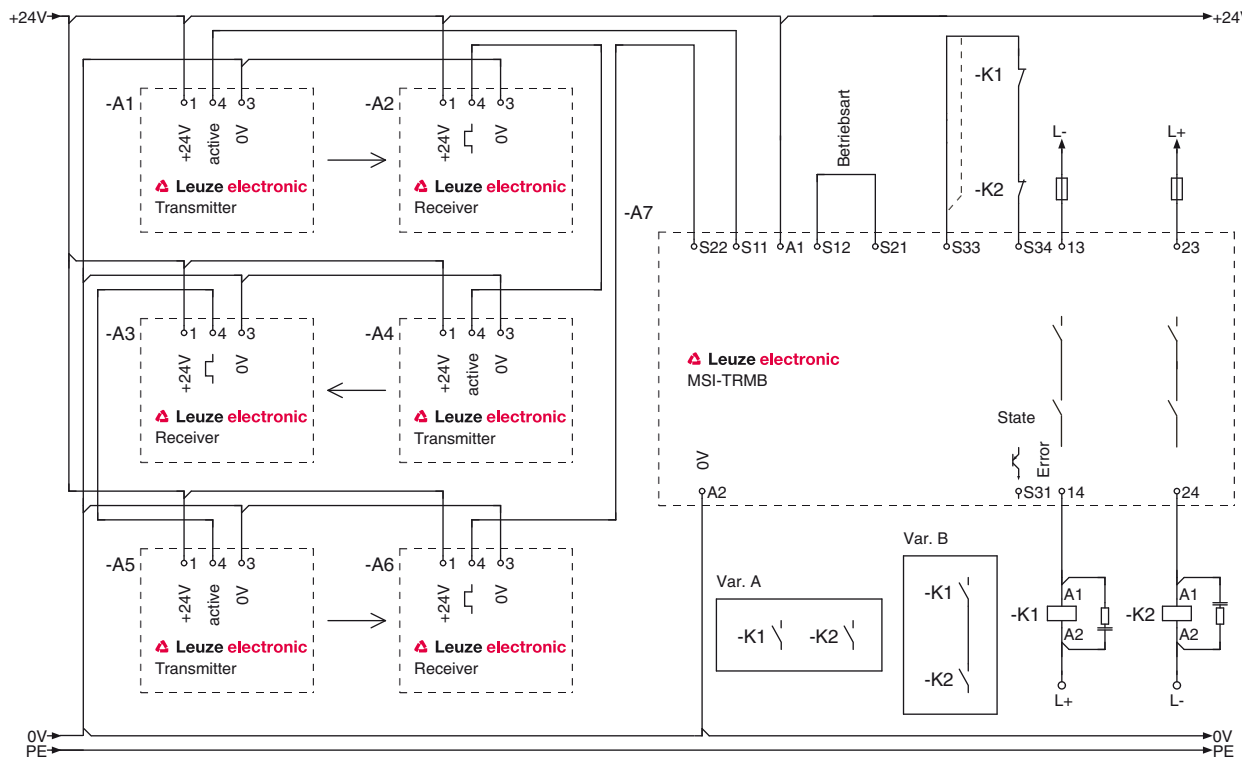 +24V
+24V
-A1
1
4
3
+24V
active
0V
Leuze electronic
Transmitter
-A2
1
4
3
+24V
0V
Leuze electronic
Receiver
-A3
1
4
3
+24V
0V
Leuze electronic
Receiver
-A4
1
4
3
+24V
active
0V
Leuze electronic
Transmitter
-A5
1
4
3
+24V
active
0V
Leuze electronic
Transmitter
-A6
1
4
3
+24V
0V
Leuze electronic
Receiver
-A7
Betriebsart
-K1
-K2
L-
L+
S22
S11
A1
S12
S21
S33
S34
13
23
Leuze electronic
MSI-TRMB
State
Error
0V
A2
S31
14
24
Var. A
-K1
-K2
Var. B
-K1
-K2
-K1
A1
A2
L+
-K2
A1
A2
L-
0V
0V
PE
PE